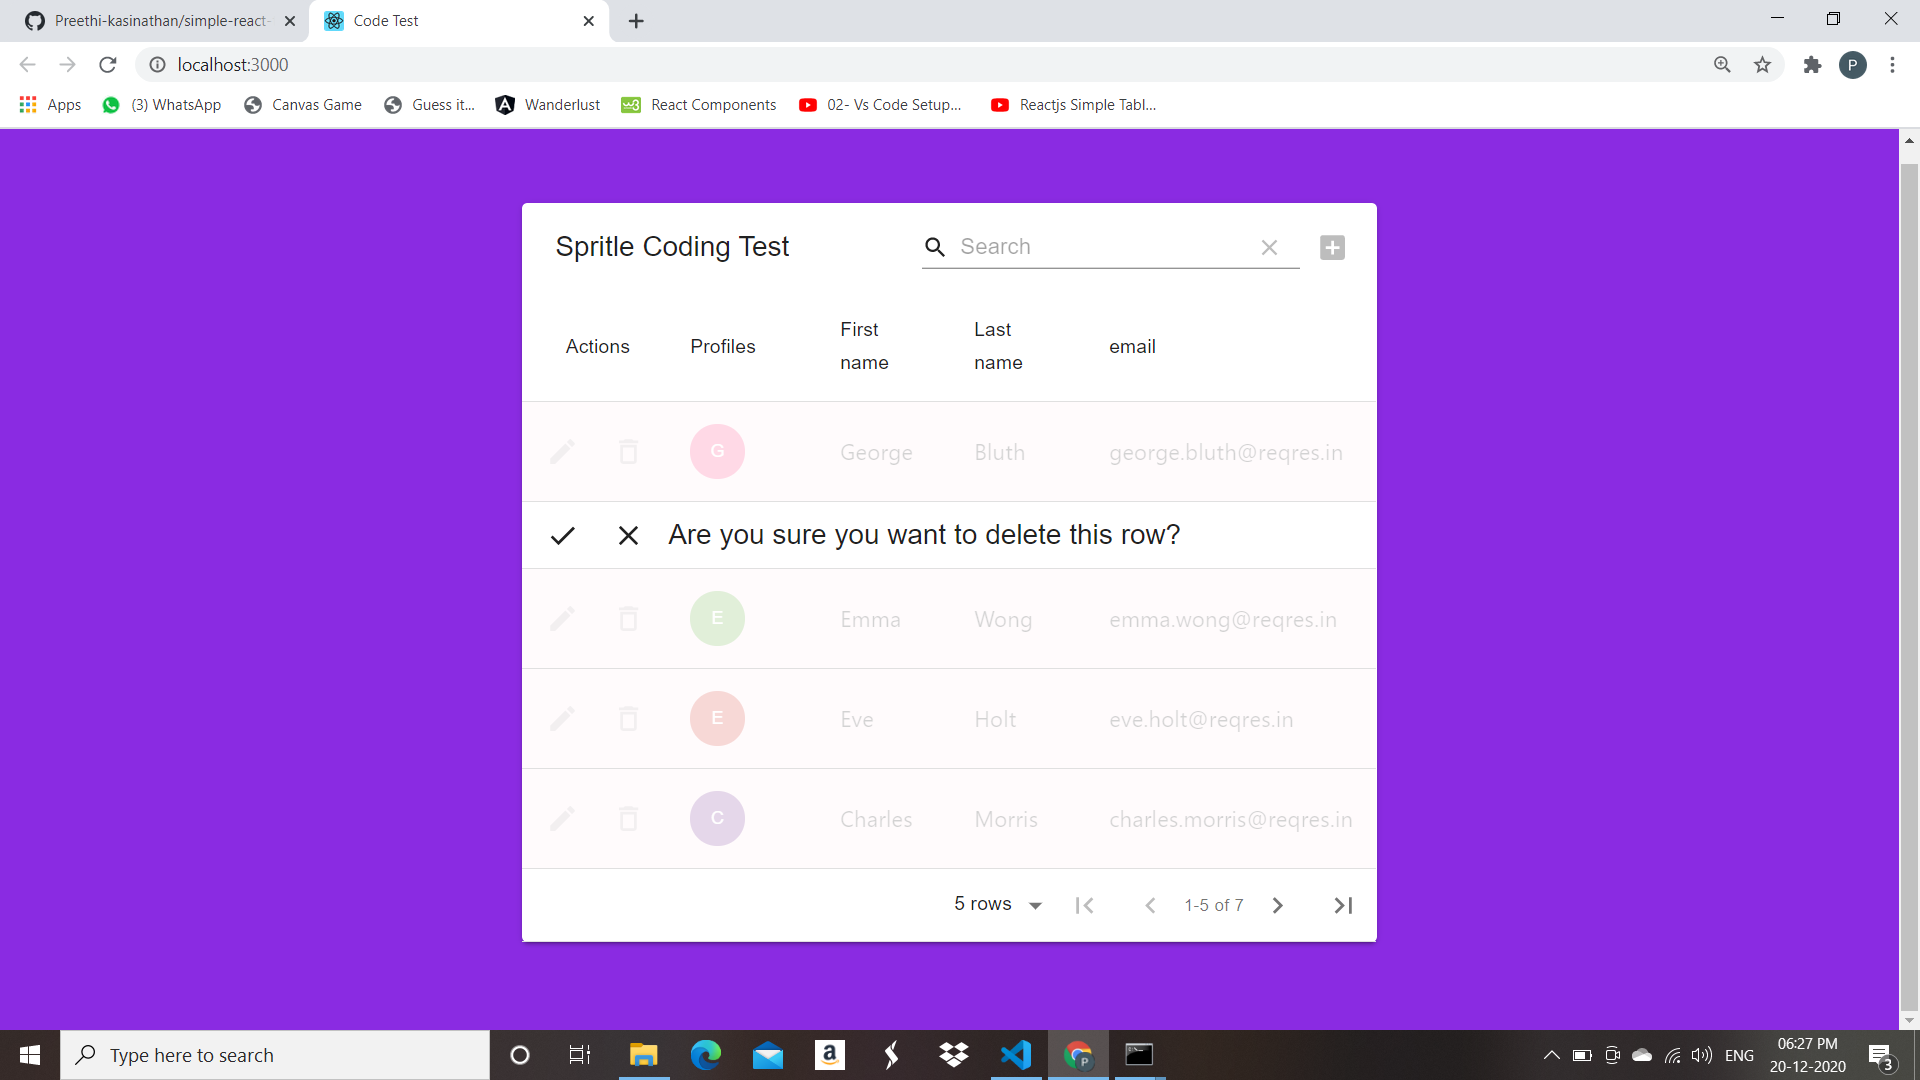 Preethi-kasinathan/simple-react-
Code Test
localhost:3000
P
Apps
(3) WhatsApp
Canvas Game
Guess it...
Wanderlust
React Components
02- Vs Code Setup...
Reactjs Simple Tabl...
Spritle Coding Test
Search
Actions
Profiles
First
name
Last
name
email
G
George
Bluth
george.bluth@reqres.in
Are you sure you want to delete this row?
E
Emma
Wong
emma.wong@reqres.in
E
Eve
Holt
eve.holt@reqres.in
C
Charles
Morris
charles.morris@reqres.in
5 rows
1-5 of 7
Type here to search
ENG
06:27 PM
20-12-2020
3